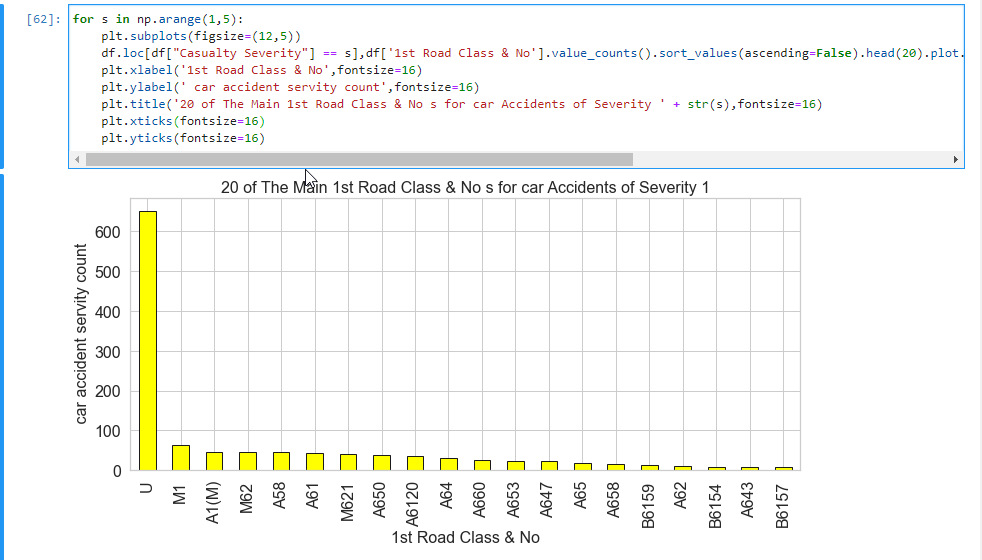 [62]: for s in np.arange(1,5):
plt.subplots(figsize=(12,5))
df.loc[df["Casualty Severity"] == s],df['1st Road Class & No'].value_counts().sort_values(ascending=False).head(20).plot.
plt.xlabel('1st Road Class & No',fontsize=16)
plt.ylabel(' car accident servity count',fontsize=16)
plt.title('20 of The Main 1st Road Class & No s for car Accidents of Severity ' + str(s),fontsize=16)
plt.xticks(fontsize=16)
plt.yticks(fontsize=16)
20 of The Main 1st Road Class & No s for car Accidents of Severity 1
car accident servity count
600
500
400
300
200
100
0
U M1 A1(M) M62 A58 A61 M621 A650 A6120 A64 A660 A653 A647 A65 A658 B6159 A62 B6154 A643 B6157
1st Road Class & No